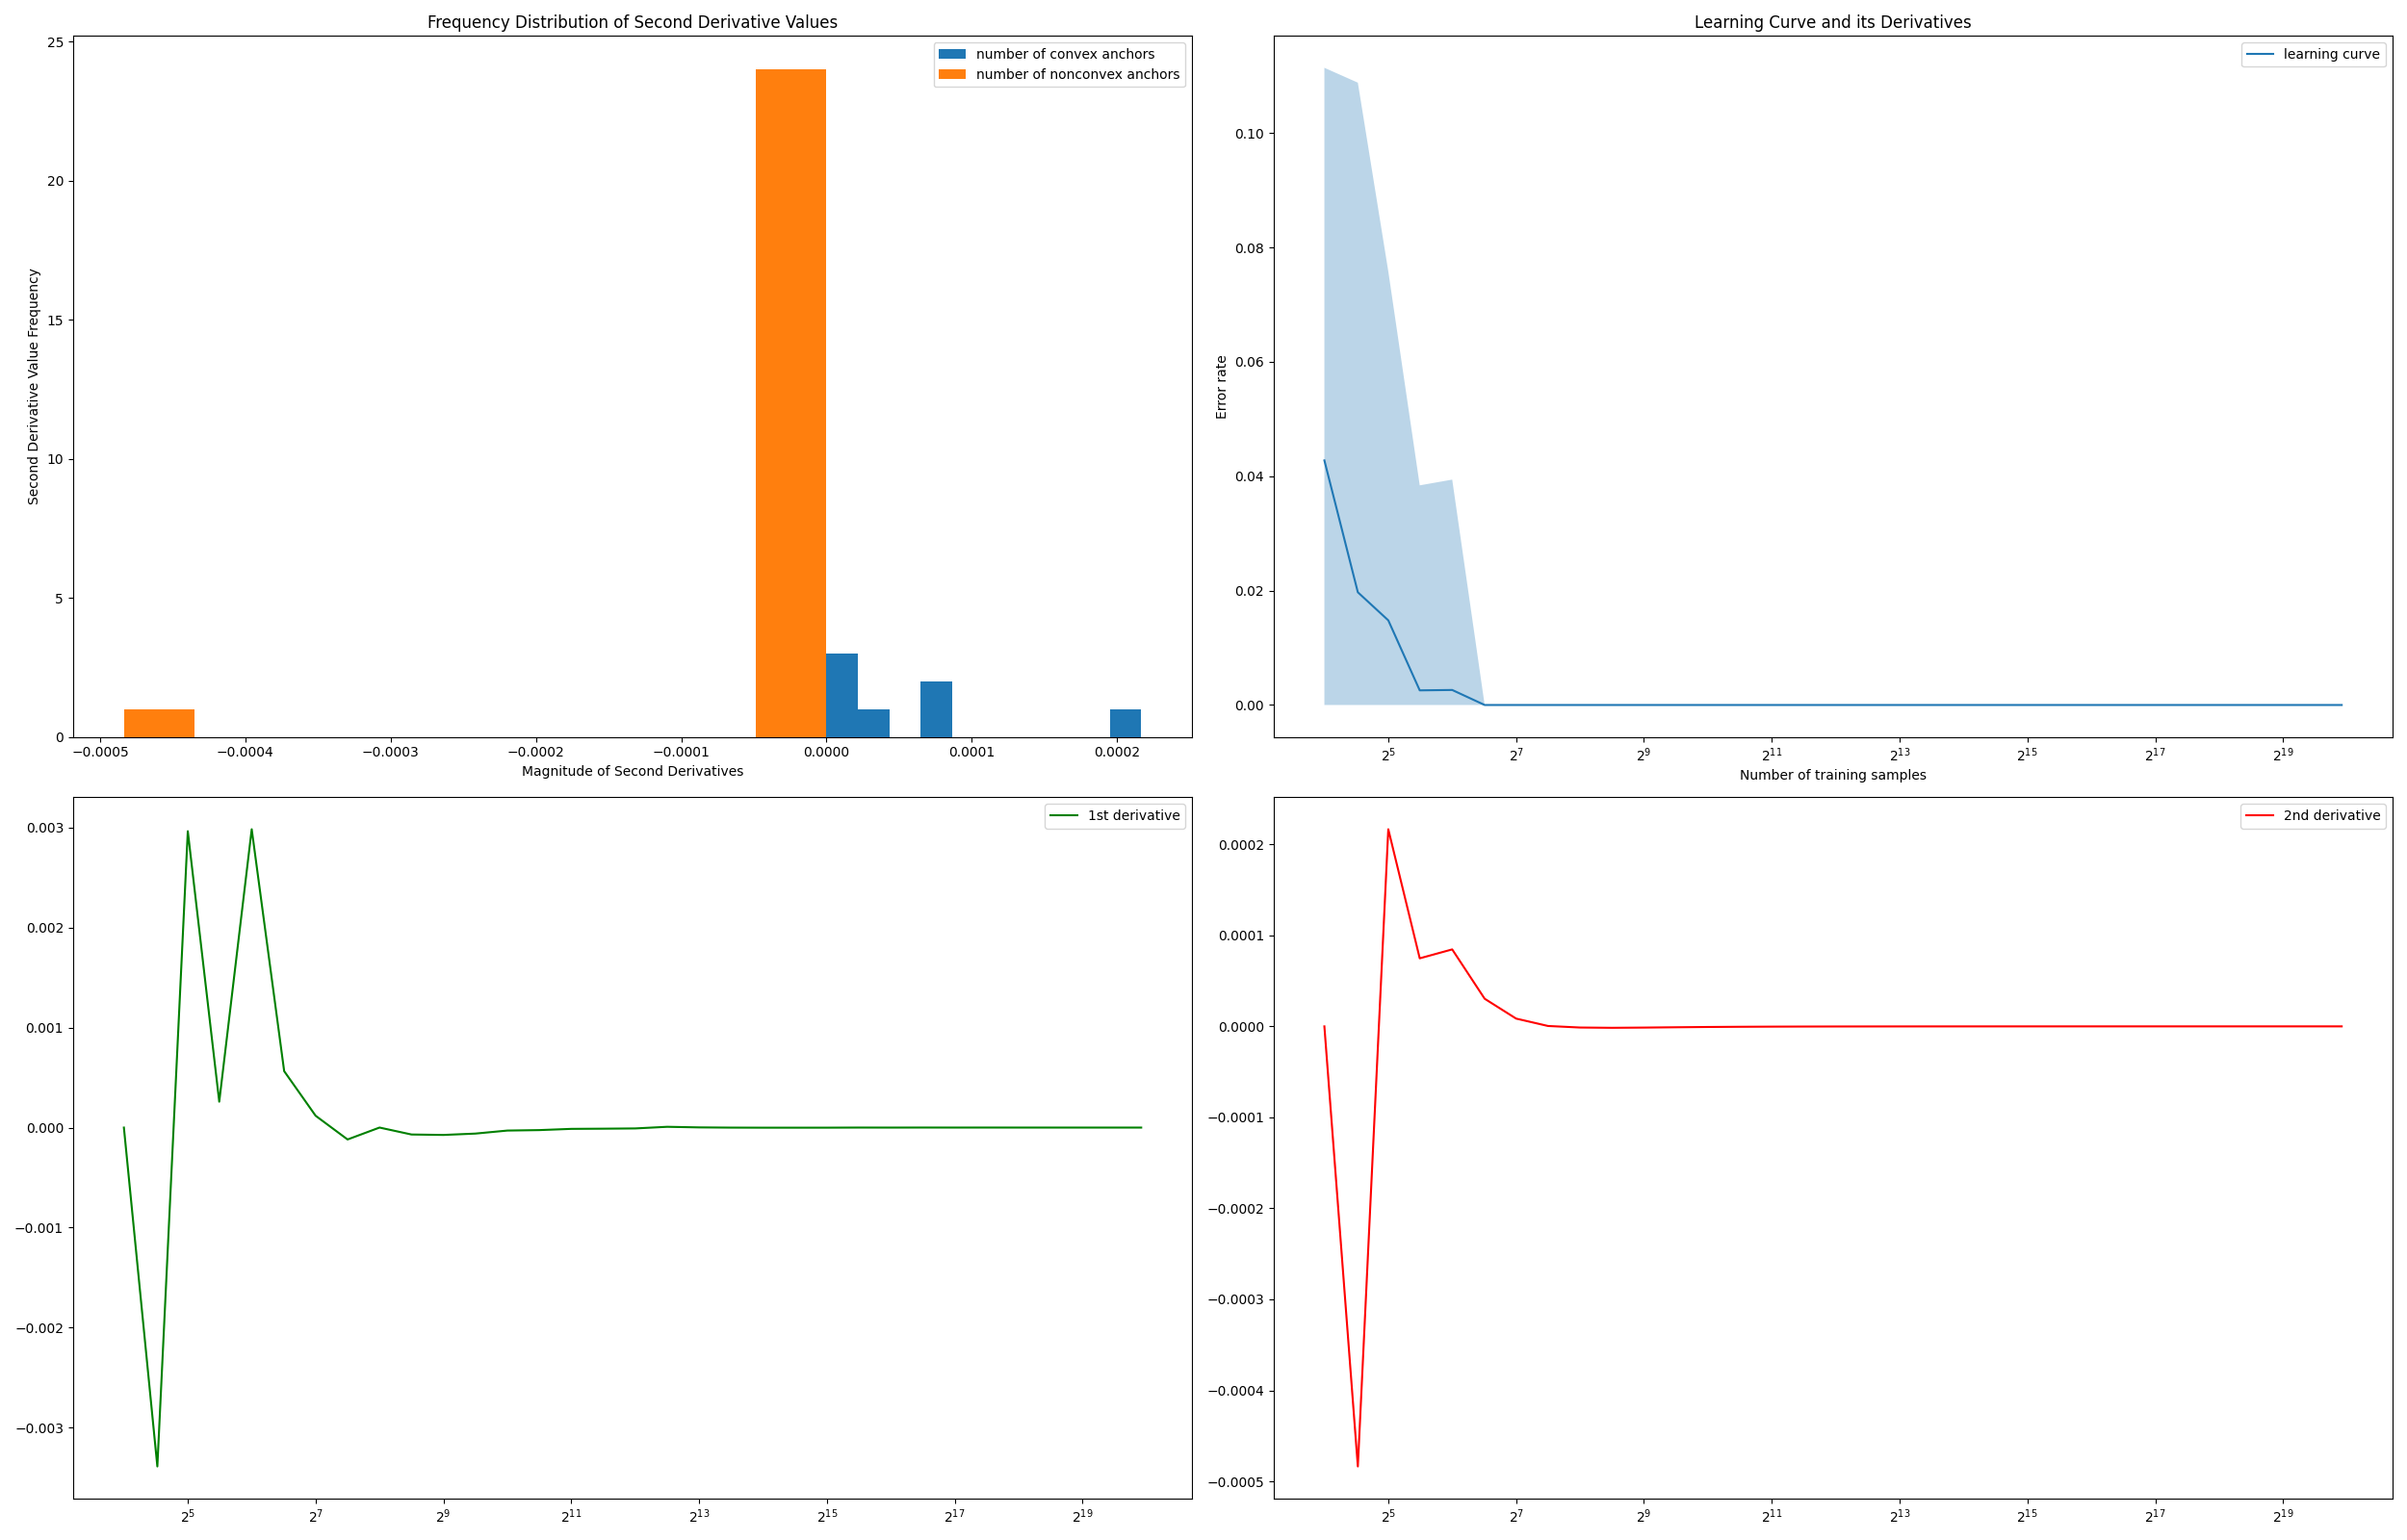 Frequency Distribution of Second Derivative Values
number of convex anchors
number of nonconvex anchors
25
20
15
10
5
0
Second Derivative Value Frequency
−0.0005 −0.0004 −0.0003 −0.0002 −0.0001 0.0000 0.0001 0.0002
Magnitude of Second Derivatives
Learning Curve and its Derivatives
learning curve
0.10
0.08
0.06
0.04
0.02
0.00
Error rate
2^5 2^7 2^9 2^11 2^13 2^15 2^17 2^19
Number of training samples
1st derivative
0.003
0.002
0.001
0.000
−0.001
−0.002
−0.003
2^5 2^7 2^9 2^11 2^13 2^15 2^17 2^19
2nd derivative
0.0002
0.0001
0.0000
−0.0001
−0.0002
−0.0003
−0.0004
−0.0005
2^5 2^7 2^9 2^11 2^13 2^15 2^17 2^19